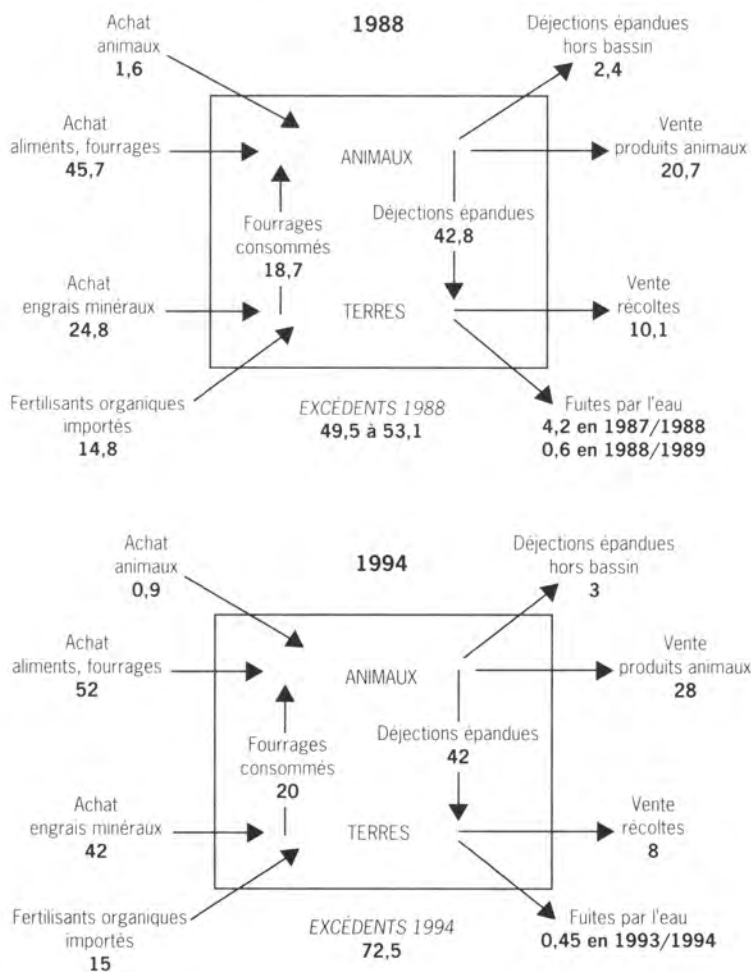 1988
Achat
animaux
1,6
Déjections épandues
hors bassin
2,4
Achat
aliments, fourrages
45,7
ANIMAUX
Vente
produits animaux
20,7
Fourrages
consommés
18,7
Déjections épandues
42,8
Achat
engrais minéraux
24,8
TERRES
Vente
récoltes
10,1
Fertilisants organiques
importés
14,8
EXCÉDENTS 1988
49,5 à 53,1
Fuites par l'eau
4,2 en 1987/1988
0,6 en 1988/1989
1994
Achat
animaux
0,9
Déjections épandues
hors bassin
3
Achat
aliments, fourrages
52
ANIMAUX
Vente
produits animaux
28
Fourrages
consommés
20
Déjections épandues
42
Achat
engrais minéraux
42
TERRES
Vente
récoltes
8
Fertilisants organiques
importés
15
EXCÉDENTS 1994
72,5
Fuites par l'eau
0,45 en 1993/1994